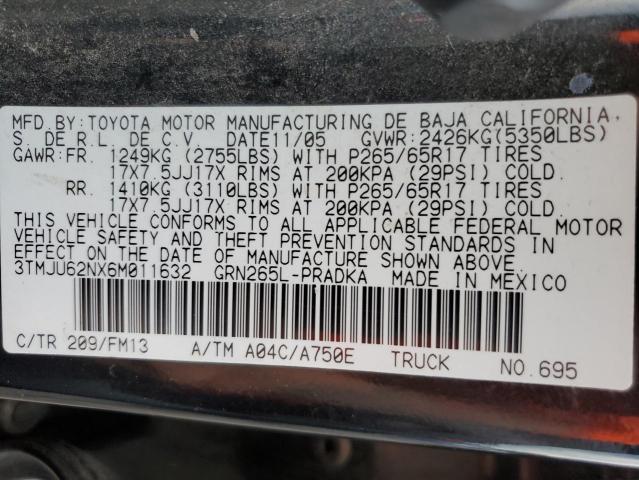 MFD.BY:TOYOTA MOTOR MANUFACTURING DE BAJA CALIFORNIA,
S. DE R.L. DE C.V. DATE11/05 GVWR:2426KG(5350LBS)
GAWR:FR. 1249KG (2755LBS) WITH P265/65R17 TIRES
17X7.5JJ17X RIMS AT 200KPA (29PSI) COLD.
RR. 1410KG (3110LBS) WITH P265/65R17 TIRES
17X7.5JJ17X RIMS AT 200KPA (29PSI) COLD.
THIS VEHICLE CONFORMS TO ALL APPLICABLE FEDERAL MOTOR
VEHICLE SAFETY AND THEFT PREVENTION STANDARDS IN
EFFECT ON THE DATE OF MANUFACTURE SHOWN ABOVE.
3TMJU62NX6M011632 GRN265L-PRADKA MADE IN MEXICO
C/TR 209/FM13 A/TM A04C/A750E TRUCK NO.695